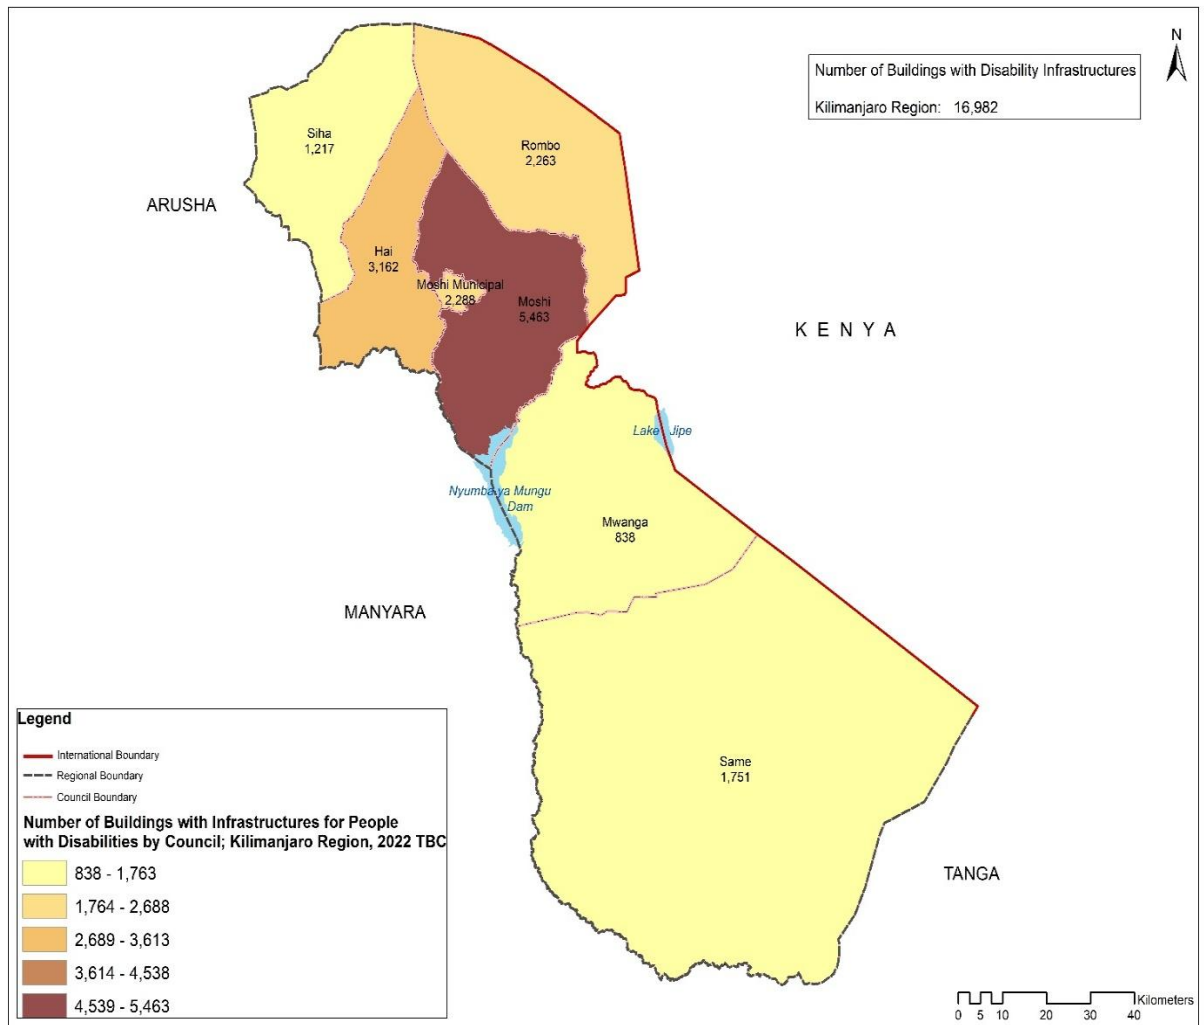 N
Number of Buildings with Disability Infrastructures
Kilimanjaro Region: 16,982
Siha
1,217
Rombo
2,263
ARUSHA
Hai
3,162
Moshi Municipal
2,288
Moshi
5,463
K E N Y A
Lake Jipe
Nyumba ya Mungu
Dam
Mwanga
838
MANYARA
Same
1,751
TANGA
Legend
International Boundary
Regional Boundary
Council Boundary
Number of Buildings with Infrastructures for People
with Disabilities by Council; Kilimanjaro Region, 2022 TBC
838 - 1,763
1,764 - 2,688
2,689 - 3,613
3,614 - 4,538
4,539 - 5,463
Kilometers
0 5 10 20 30 40